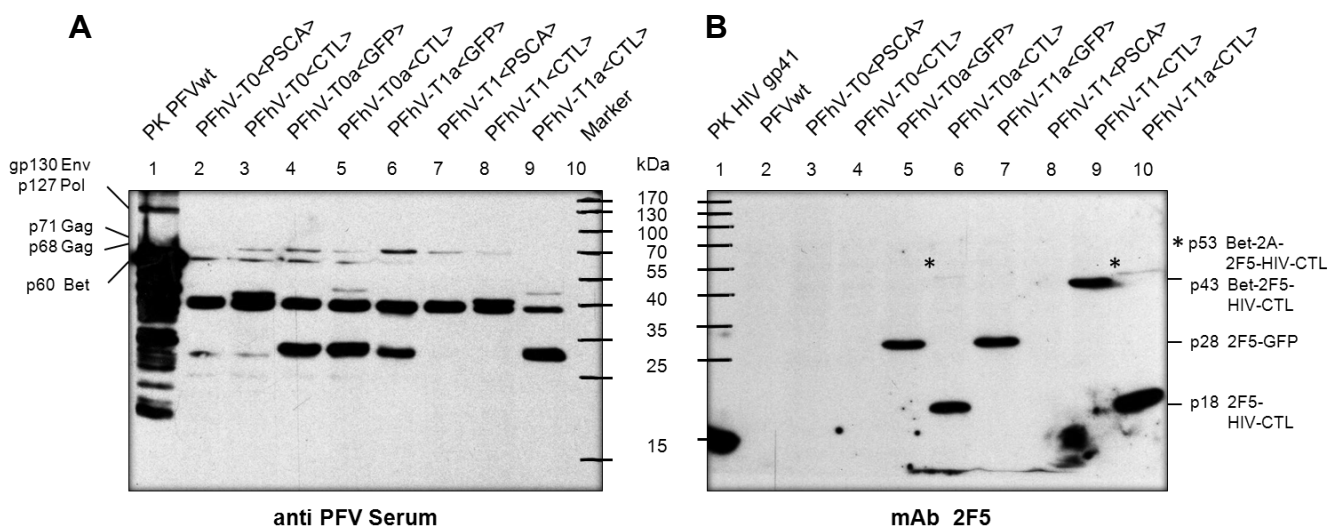 A
PK PFVwt
PFhV-T0<PSCA>
PFhV-T0<CTL>
PFhV-T0a<GFP>
PFhV-T0a<CTL>
PFhV-T1a<GFP>
PFhV-T1<PSCA>
PFhV-T1<CTL>
PFhV-T1a<CTL>
Marker
1 2 3 4 5 6 7 8 9 10
gp130 Env
p127 Pol
p71 Gag
p68 Gag
p60 Bet
kDa
170
130
100
70
55
40
35
25
15
anti PFV Serum
B
PK HIV gp41
PFVwt
PFhV-T0<PSCA>
PFhV-T0<CTL>
PFhV-T0a<GFP>
PFhV-T0a<CTL>
PFhV-T1a<GFP>
PFhV-T1<PSCA>
PFhV-T1<CTL>
PFhV-T1a<CTL>
1 2 3 4 5 6 7 8 9 10
*
*
* p53 Bet-2A-
2F5-HIV-CTL
p43 Bet-2F5-
HIV-CTL
p28 2F5-GFP
p18 2F5-
HIV-CTL
mAb 2F5